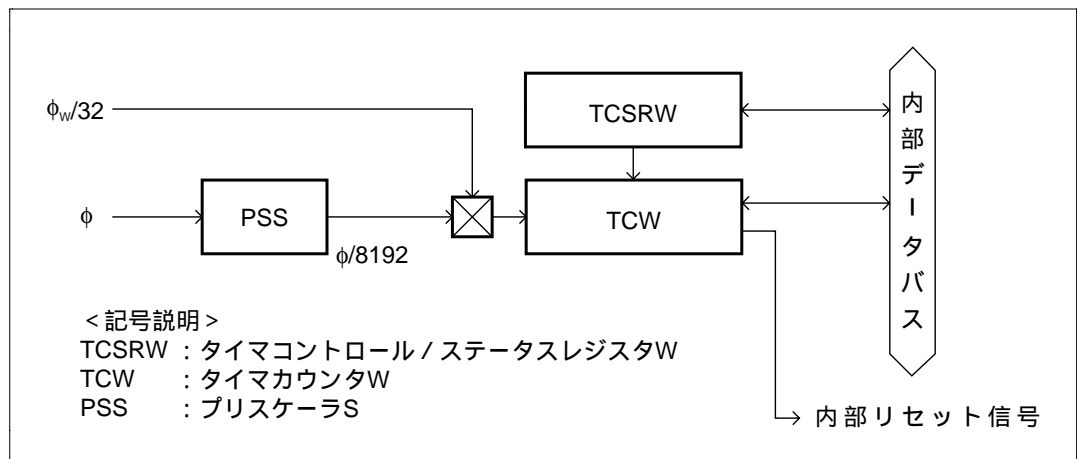 φW/32
TCSRW
φ
PSS
TCW
φ/8192
内部データバス
＜記号説明＞
TCSRW ：タイマコントロール／ステータスレジスタW
TCW ：タイマカウンタW
PSS ：プリスケーラS
内部リセット信号